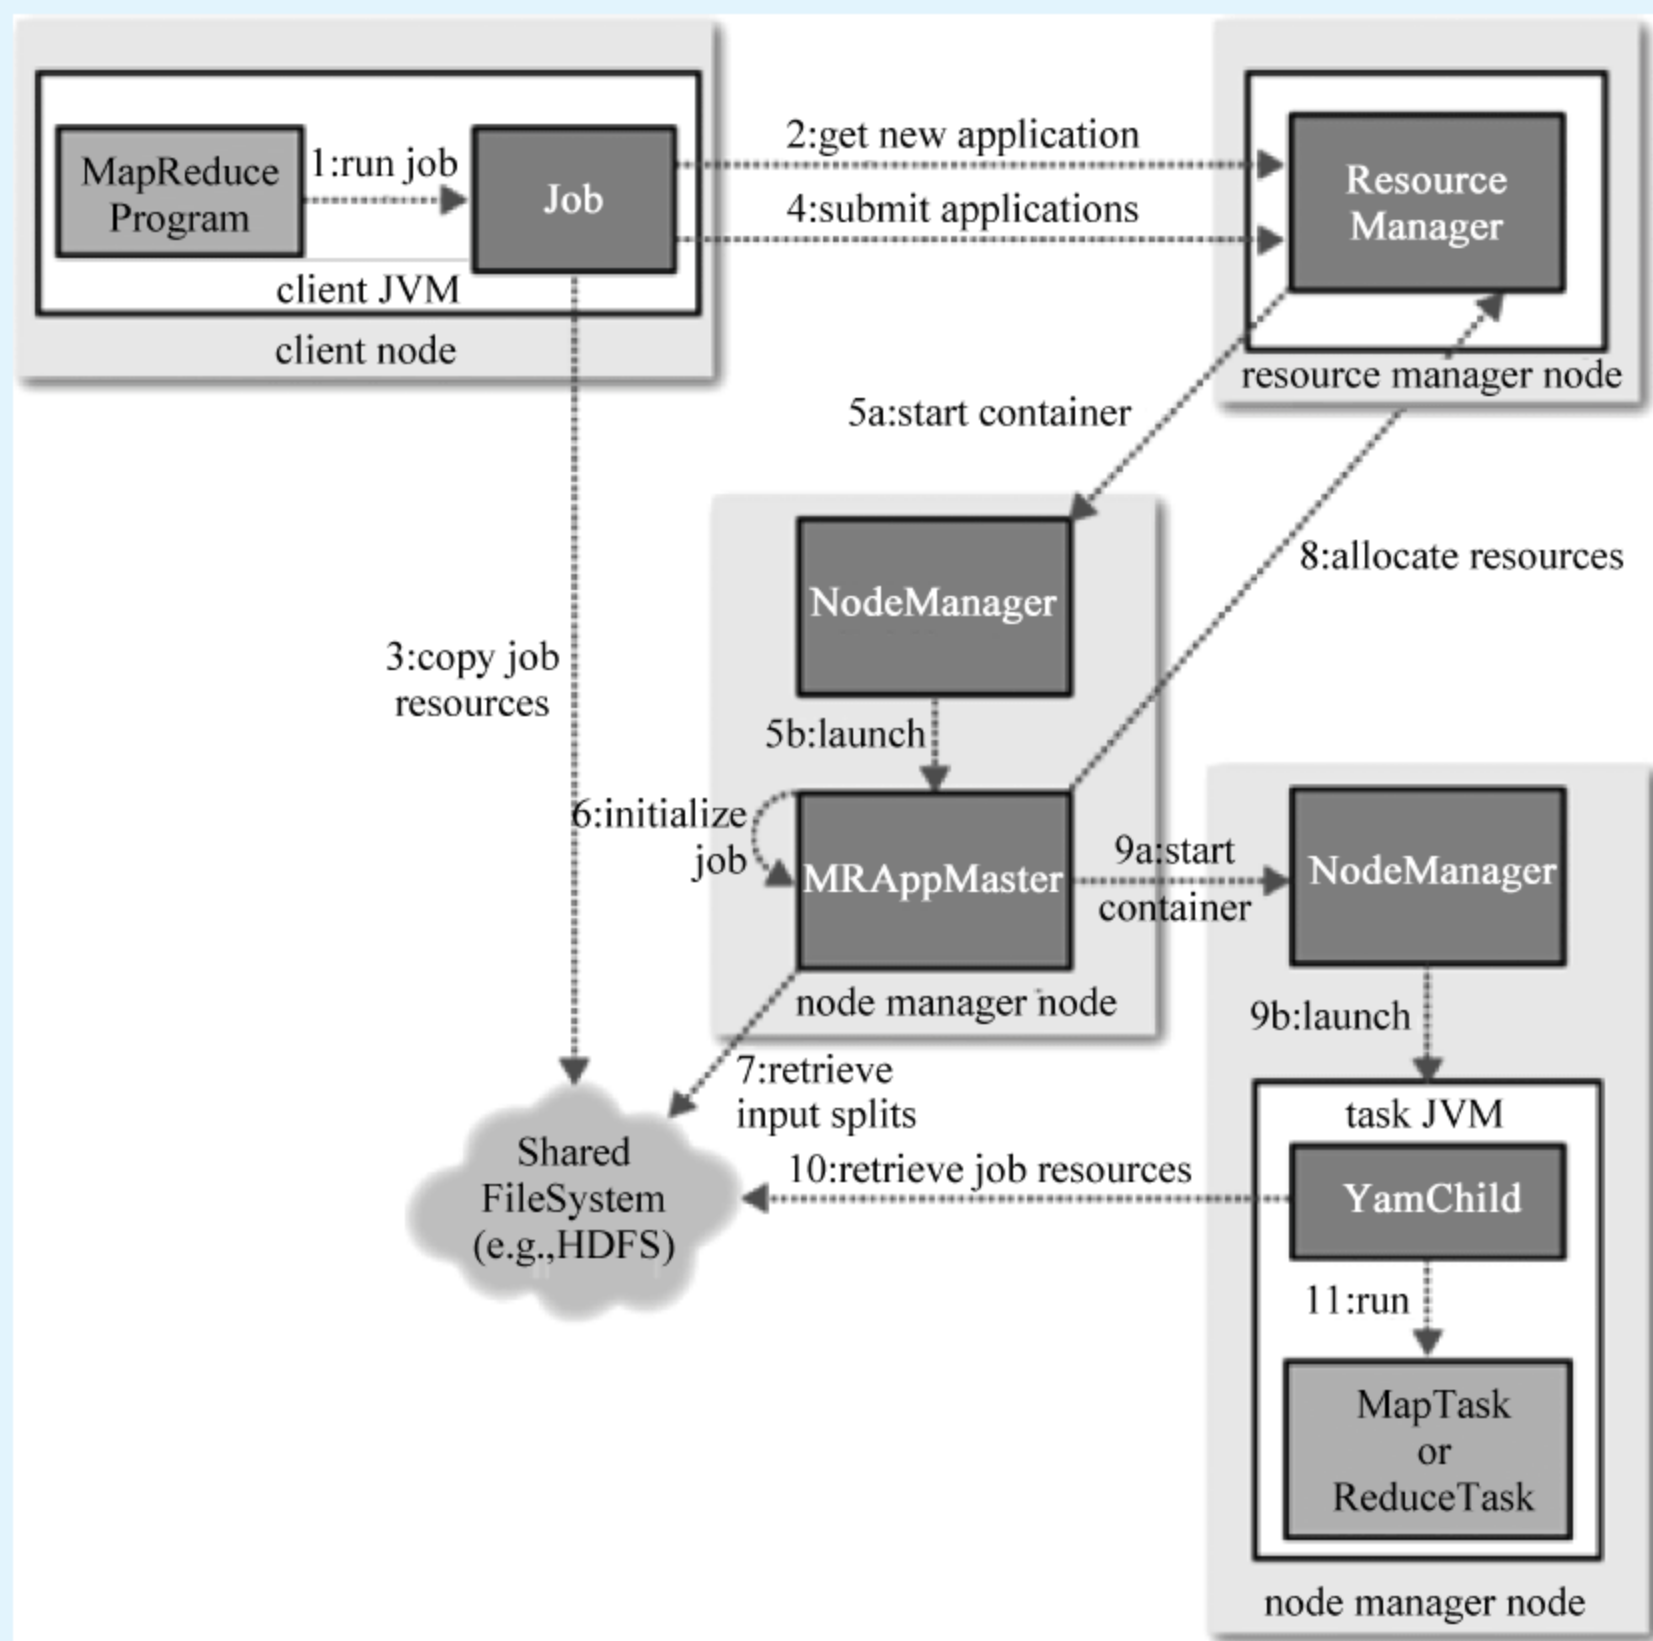 MapReduce
Program
1:run job
Job
client JVM
client node
2:get new application
4:submit applications
Resource
Manager
resource manager node
5a:start container
NodeManager
8:allocate resources
3:copy job
resources
5b:launch
6:initialize
job
MRAppMaster
9a:start
container
NodeManager
node manager node
9b:launch
7:retrieve
input splits
task JVM
Shared
FileSystem
(e.g.,HDFS)
10:retrieve job resources
YamChild
11:run
MapTask
or
ReduceTask
node manager node